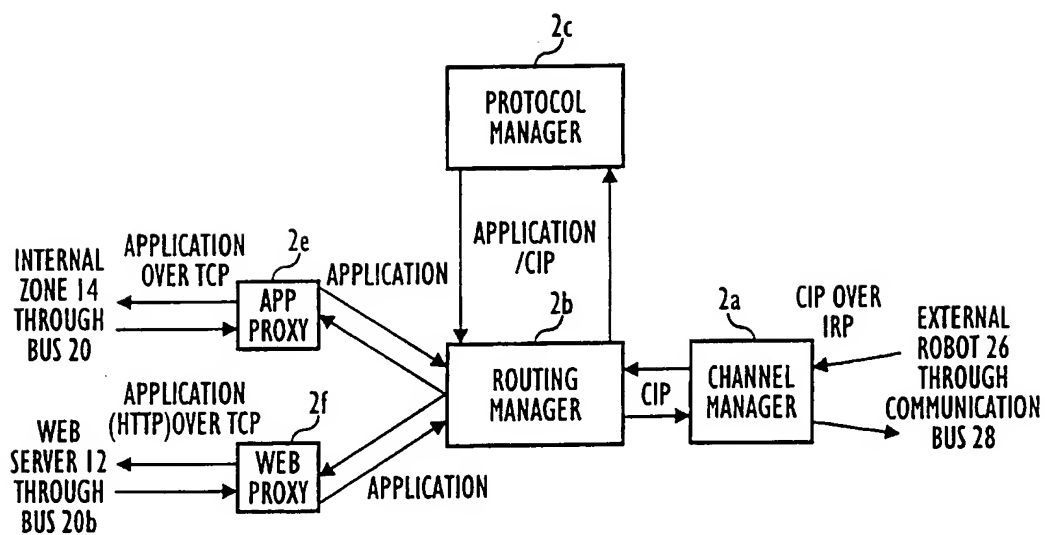 2c
PROTOCOL
MANAGER
APPLICATION
/CIP
INTERNAL
ZONE 14
THROUGH
BUS 20
APPLICATION
OVER TCP
2e
APP
PROXY
APPLICATION
2b
ROUTING
MANAGER
CIP
2a
CHANNEL
MANAGER
CIP OVER
IRP
EXTERNAL
ROBOT 26
THROUGH
COMMUNICATION
BUS 28
WEB
SERVER 12
THROUGH
BUS 20b
APPLICATION
(HTTP)OVER TCP
2f
WEB
PROXY
APPLICATION